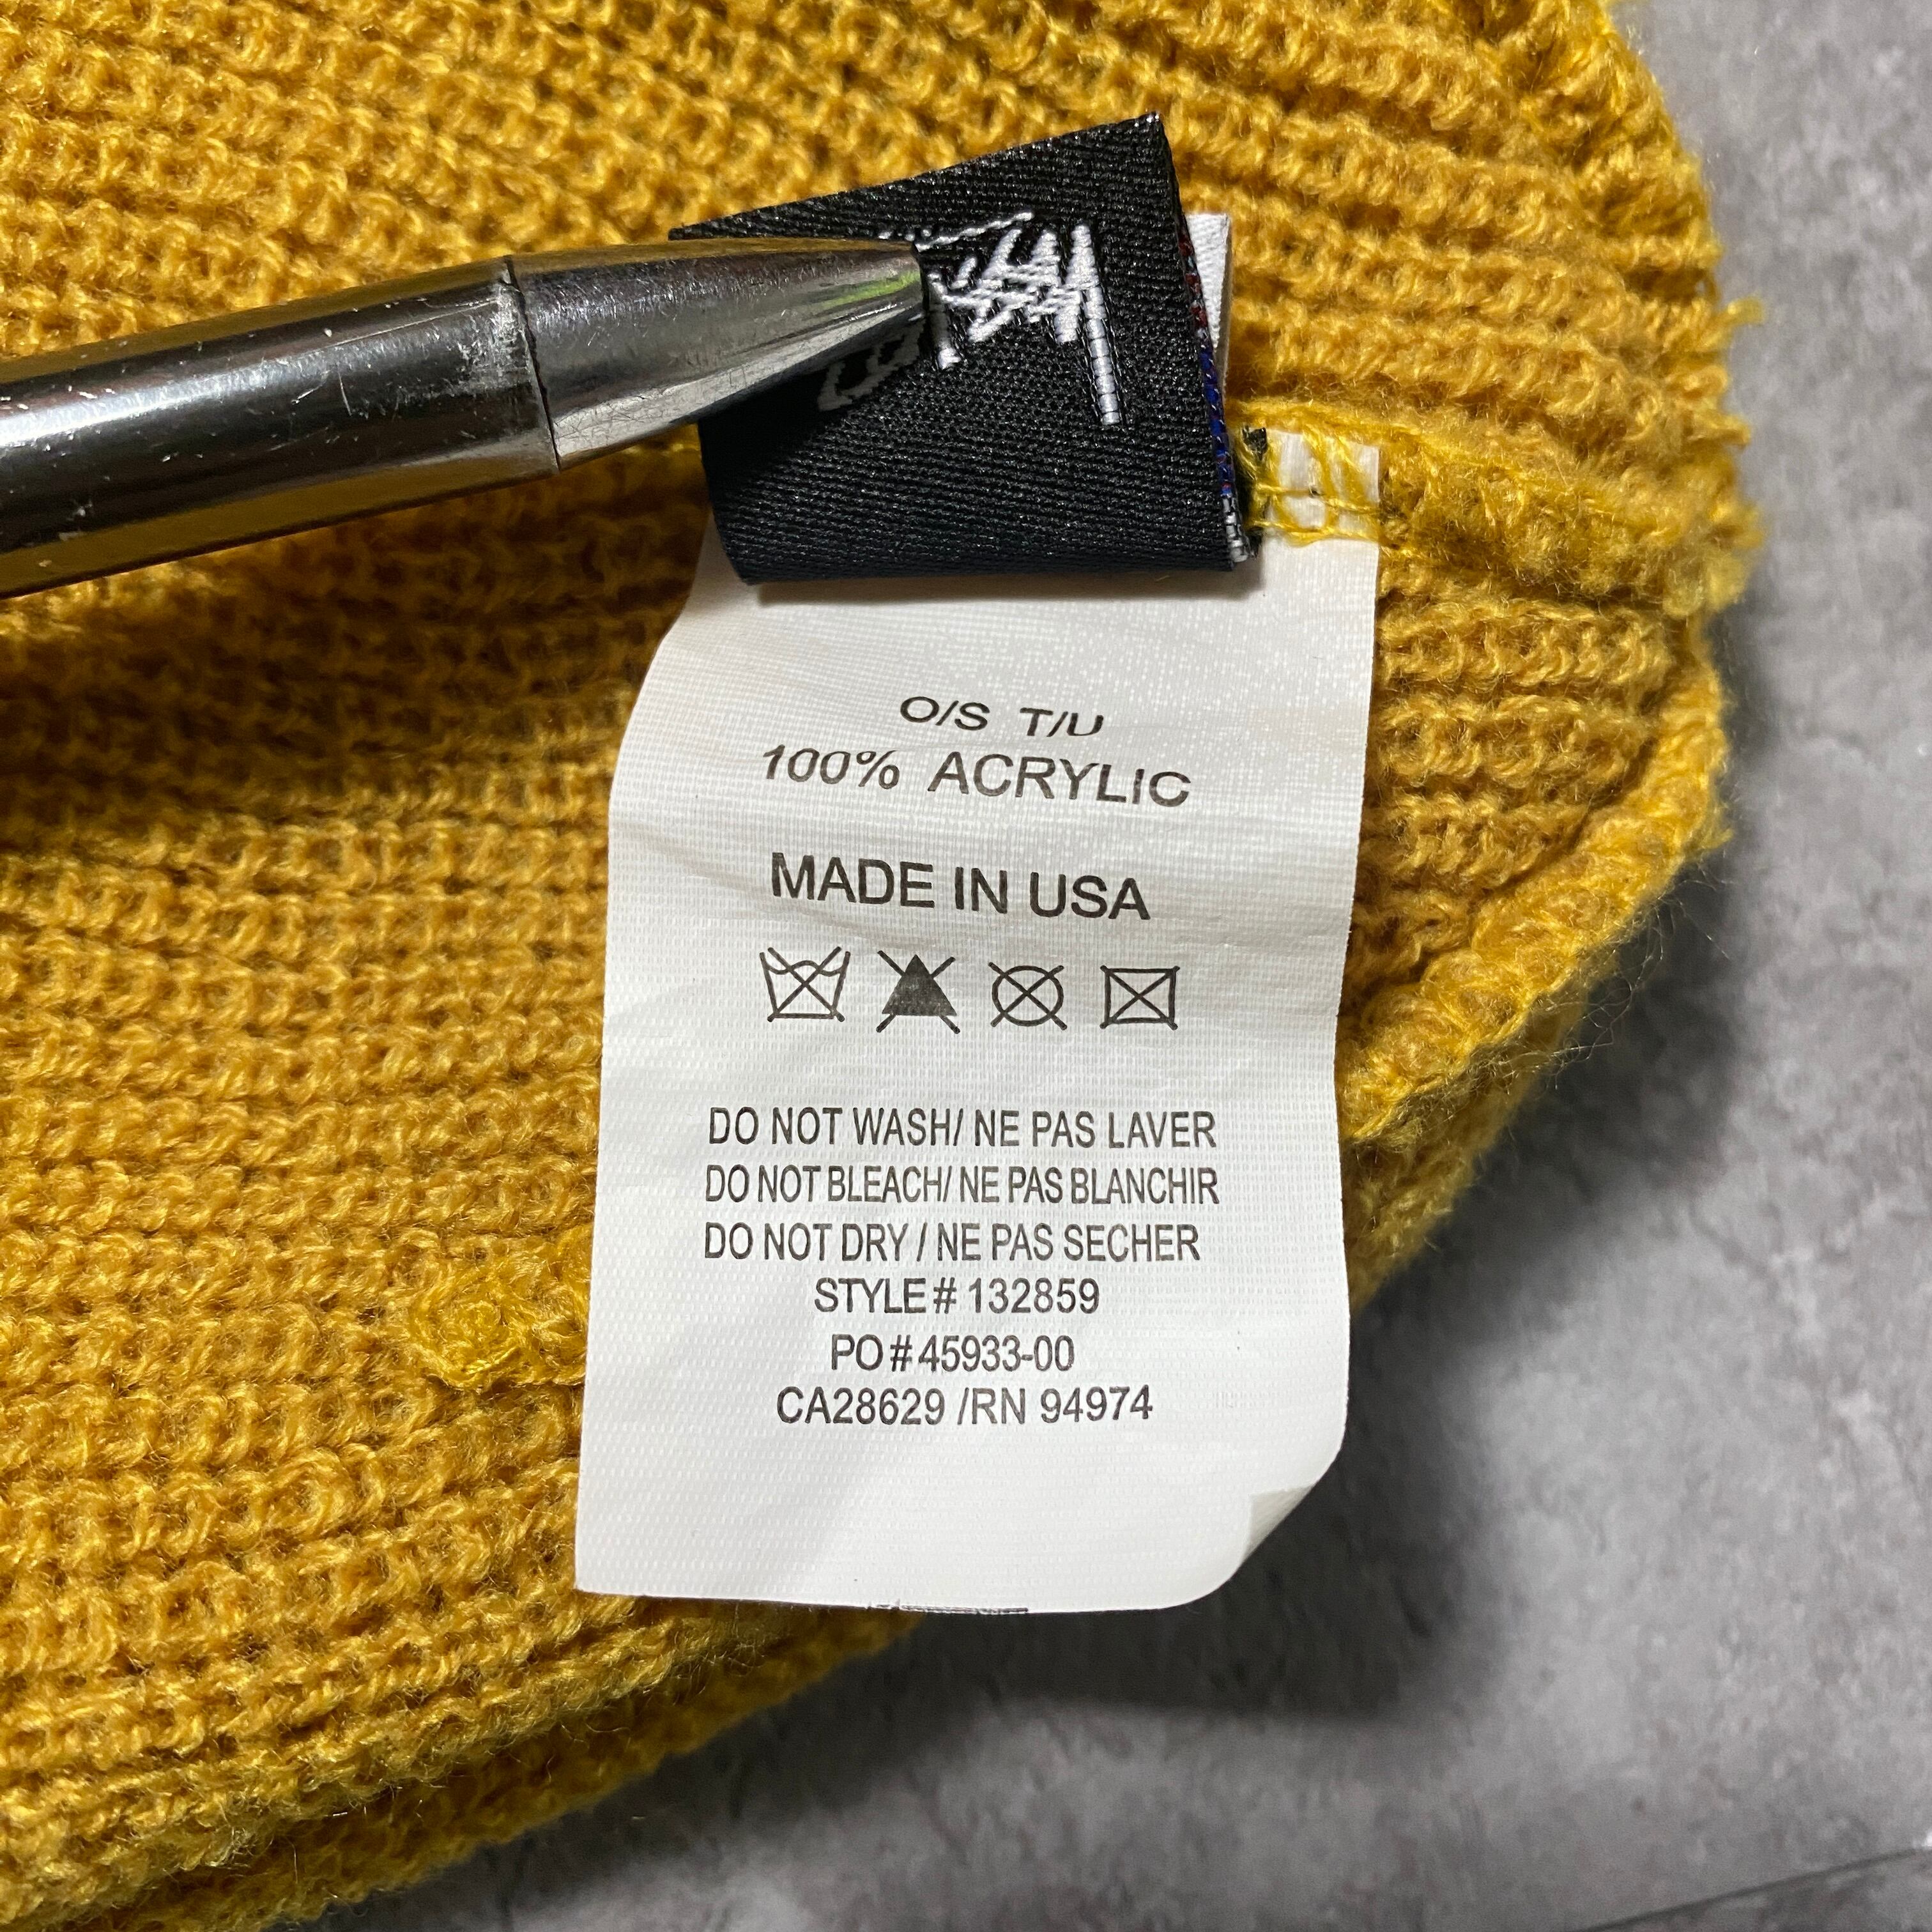 O/S T/U
100% ACRYLIC
MADE IN USA
DO NOT WASH/ NE PAS LAVER
DO NOT BLEACH/ NE PAS BLANCHIR
DO NOT DRY / NE PAS SECHER
STYLE# 132859
PO#45933-00
CA28629 /RN 94974